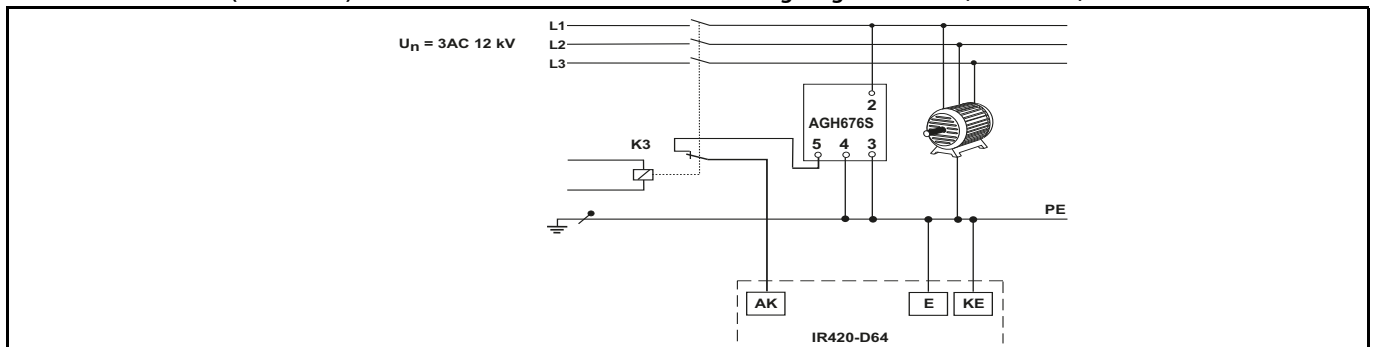 L1
Un = 3AC 12 kV
L2
L3
2
AGH676S
K3
5 4 3
PE
AK
E
KE
IR420-D64